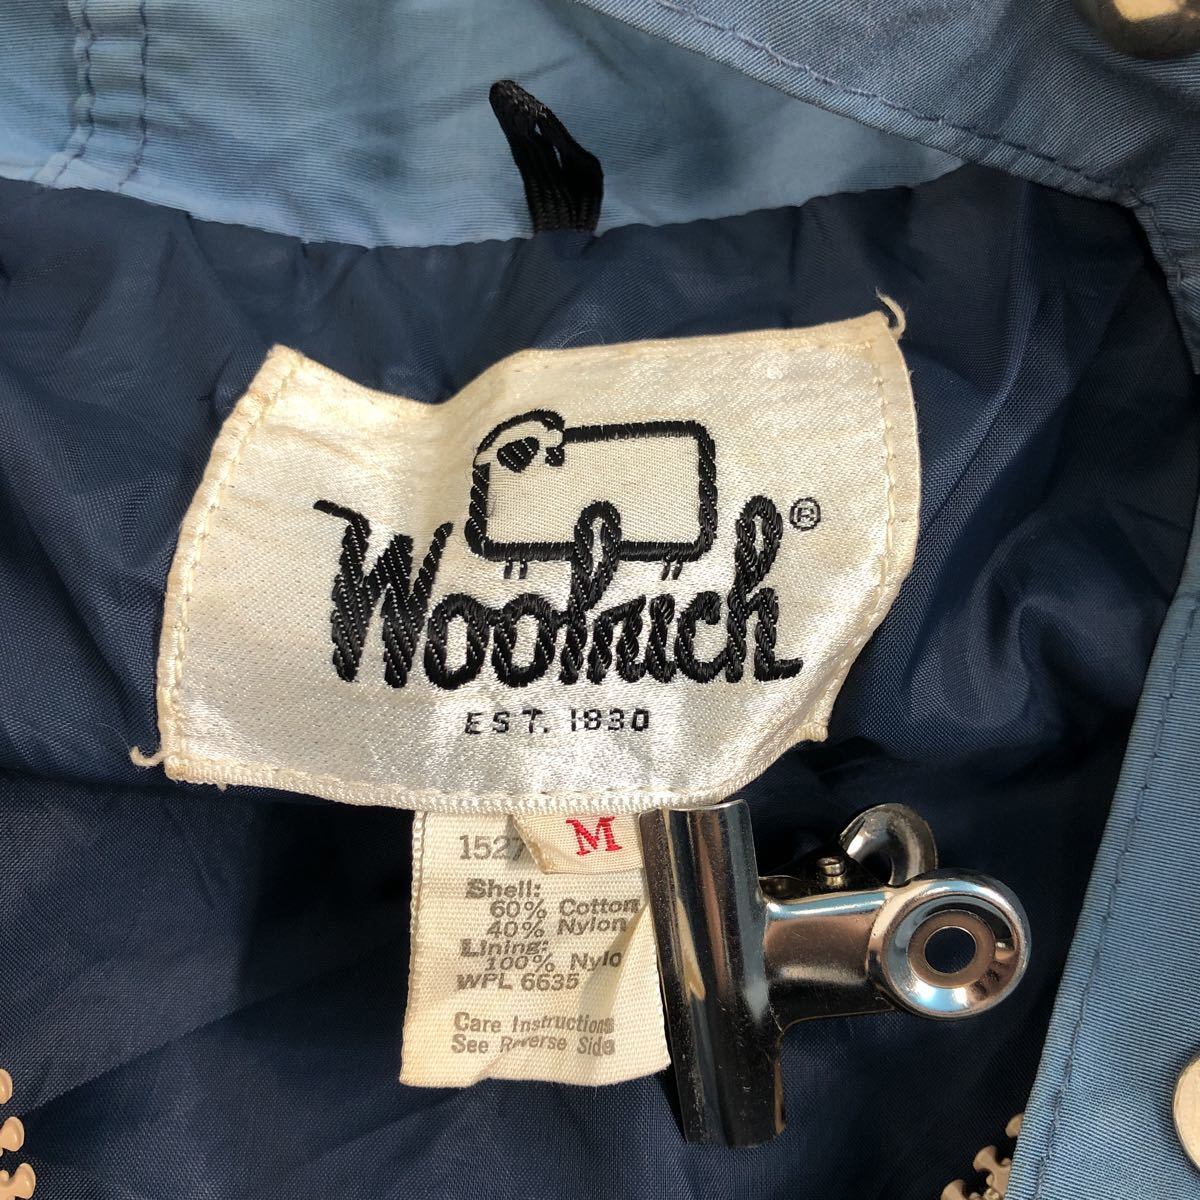 Woolrich®
EST. 1830
M
1527
Shell:
60% Cotton
40% Nylon
Lining:
100% Nylo
WPL 6635
Care Instructions
See Reverse Side